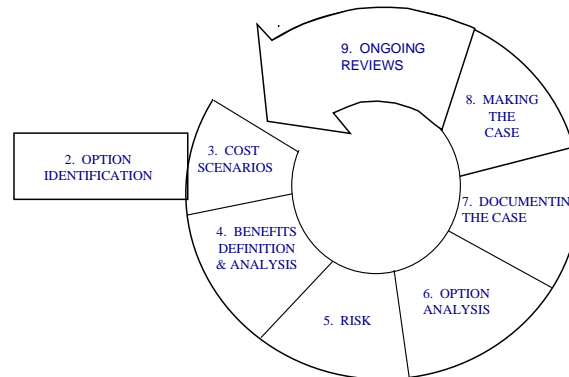 9. ONGOING
REVIEWS
8. MAKING
THE
CASE
2. OPTION
IDENTIFICATION
3. COST
SCENARIOS
7. DOCUMENTIN
THE CASE
4. BENEFITS
DEFINITION
& ANALYSIS
6. OPTION
ANALYSIS
5. RISK